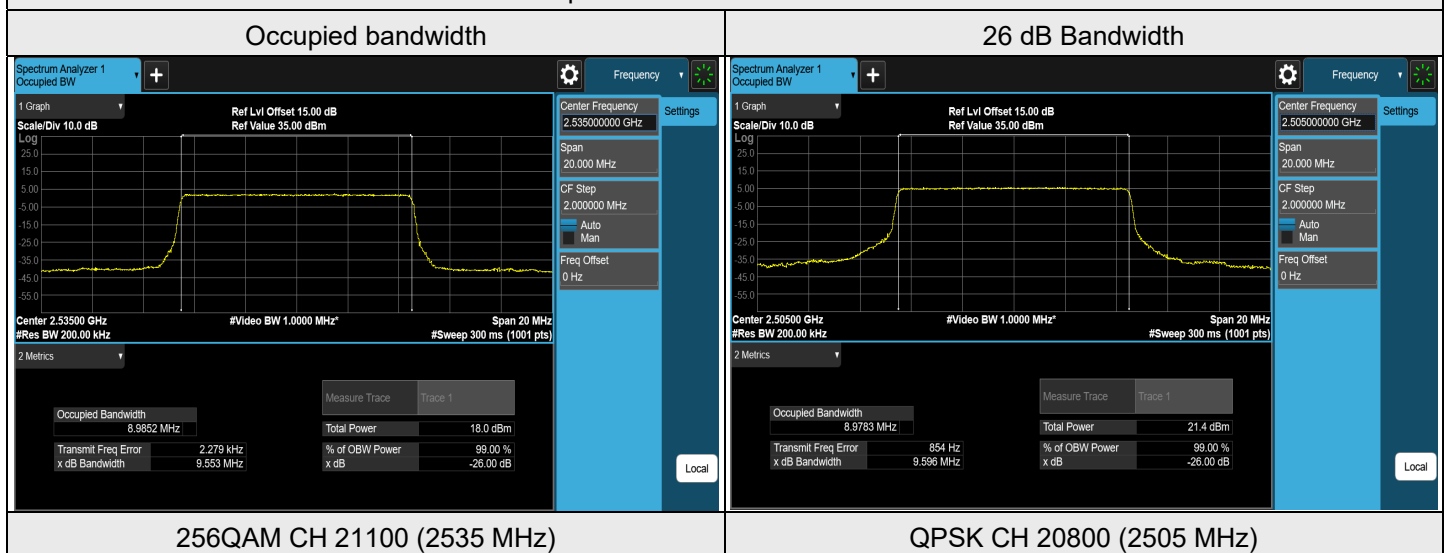 Occupied bandwidth
26 dB Bandwidth
Spectrum Analyzer 1
Occupied BW
+
Frequency
1 Graph
Scale/Div 10.0 dB
Ref Lvl Offset 15.00 dB
Ref Value 35.00 dBm
Log
25.0
15.0
5.00
-5.00
-15.0
-25.0
-35.0
-45.0
-55.0
Center 2.53500 GHz
#Res BW 200.00 kHz
#Video BW 1.0000 MHz*
Span 20 MHz
#Sweep 300 ms (1001 pts)
Center Frequency
2.535000000 GHz
Settings
Span
20.000 MHz
CF Step
2.000000 MHz
Auto
Man
Freq Offset
0 Hz
2 Metrics
Measure Trace Trace 1
Occupied Bandwidth
8.9852 MHz
Total Power 18.0 dBm
Transmit Freq Error 2.279 kHz
% of OBW Power 99.00 %
x dB Bandwidth 9.553 MHz
x dB -26.00 dB
Local
Spectrum Analyzer 1
Occupied BW
+
Frequency
1 Graph
Scale/Div 10.0 dB
Ref Lvl Offset 15.00 dB
Ref Value 35.00 dBm
Log
25.0
15.0
5.00
-5.00
-15.0
-25.0
-35.0
-45.0
-55.0
Center 2.50500 GHz
#Res BW 200.00 kHz
#Video BW 1.0000 MHz*
Span 20 MHz
#Sweep 300 ms (1001 pts)
Center Frequency
2.505000000 GHz
Settings
Span
20.000 MHz
CF Step
2.000000 MHz
Auto
Man
Freq Offset
0 Hz
2 Metrics
Measure Trace Trace 1
Occupied Bandwidth
8.9783 MHz
Total Power 21.4 dBm
Transmit Freq Error 854 Hz
% of OBW Power 99.00 %
x dB Bandwidth 9.596 MHz
x dB -26.00 dB
Local
256QAM CH 21100 (2535 MHz)
QPSK CH 20800 (2505 MHz)